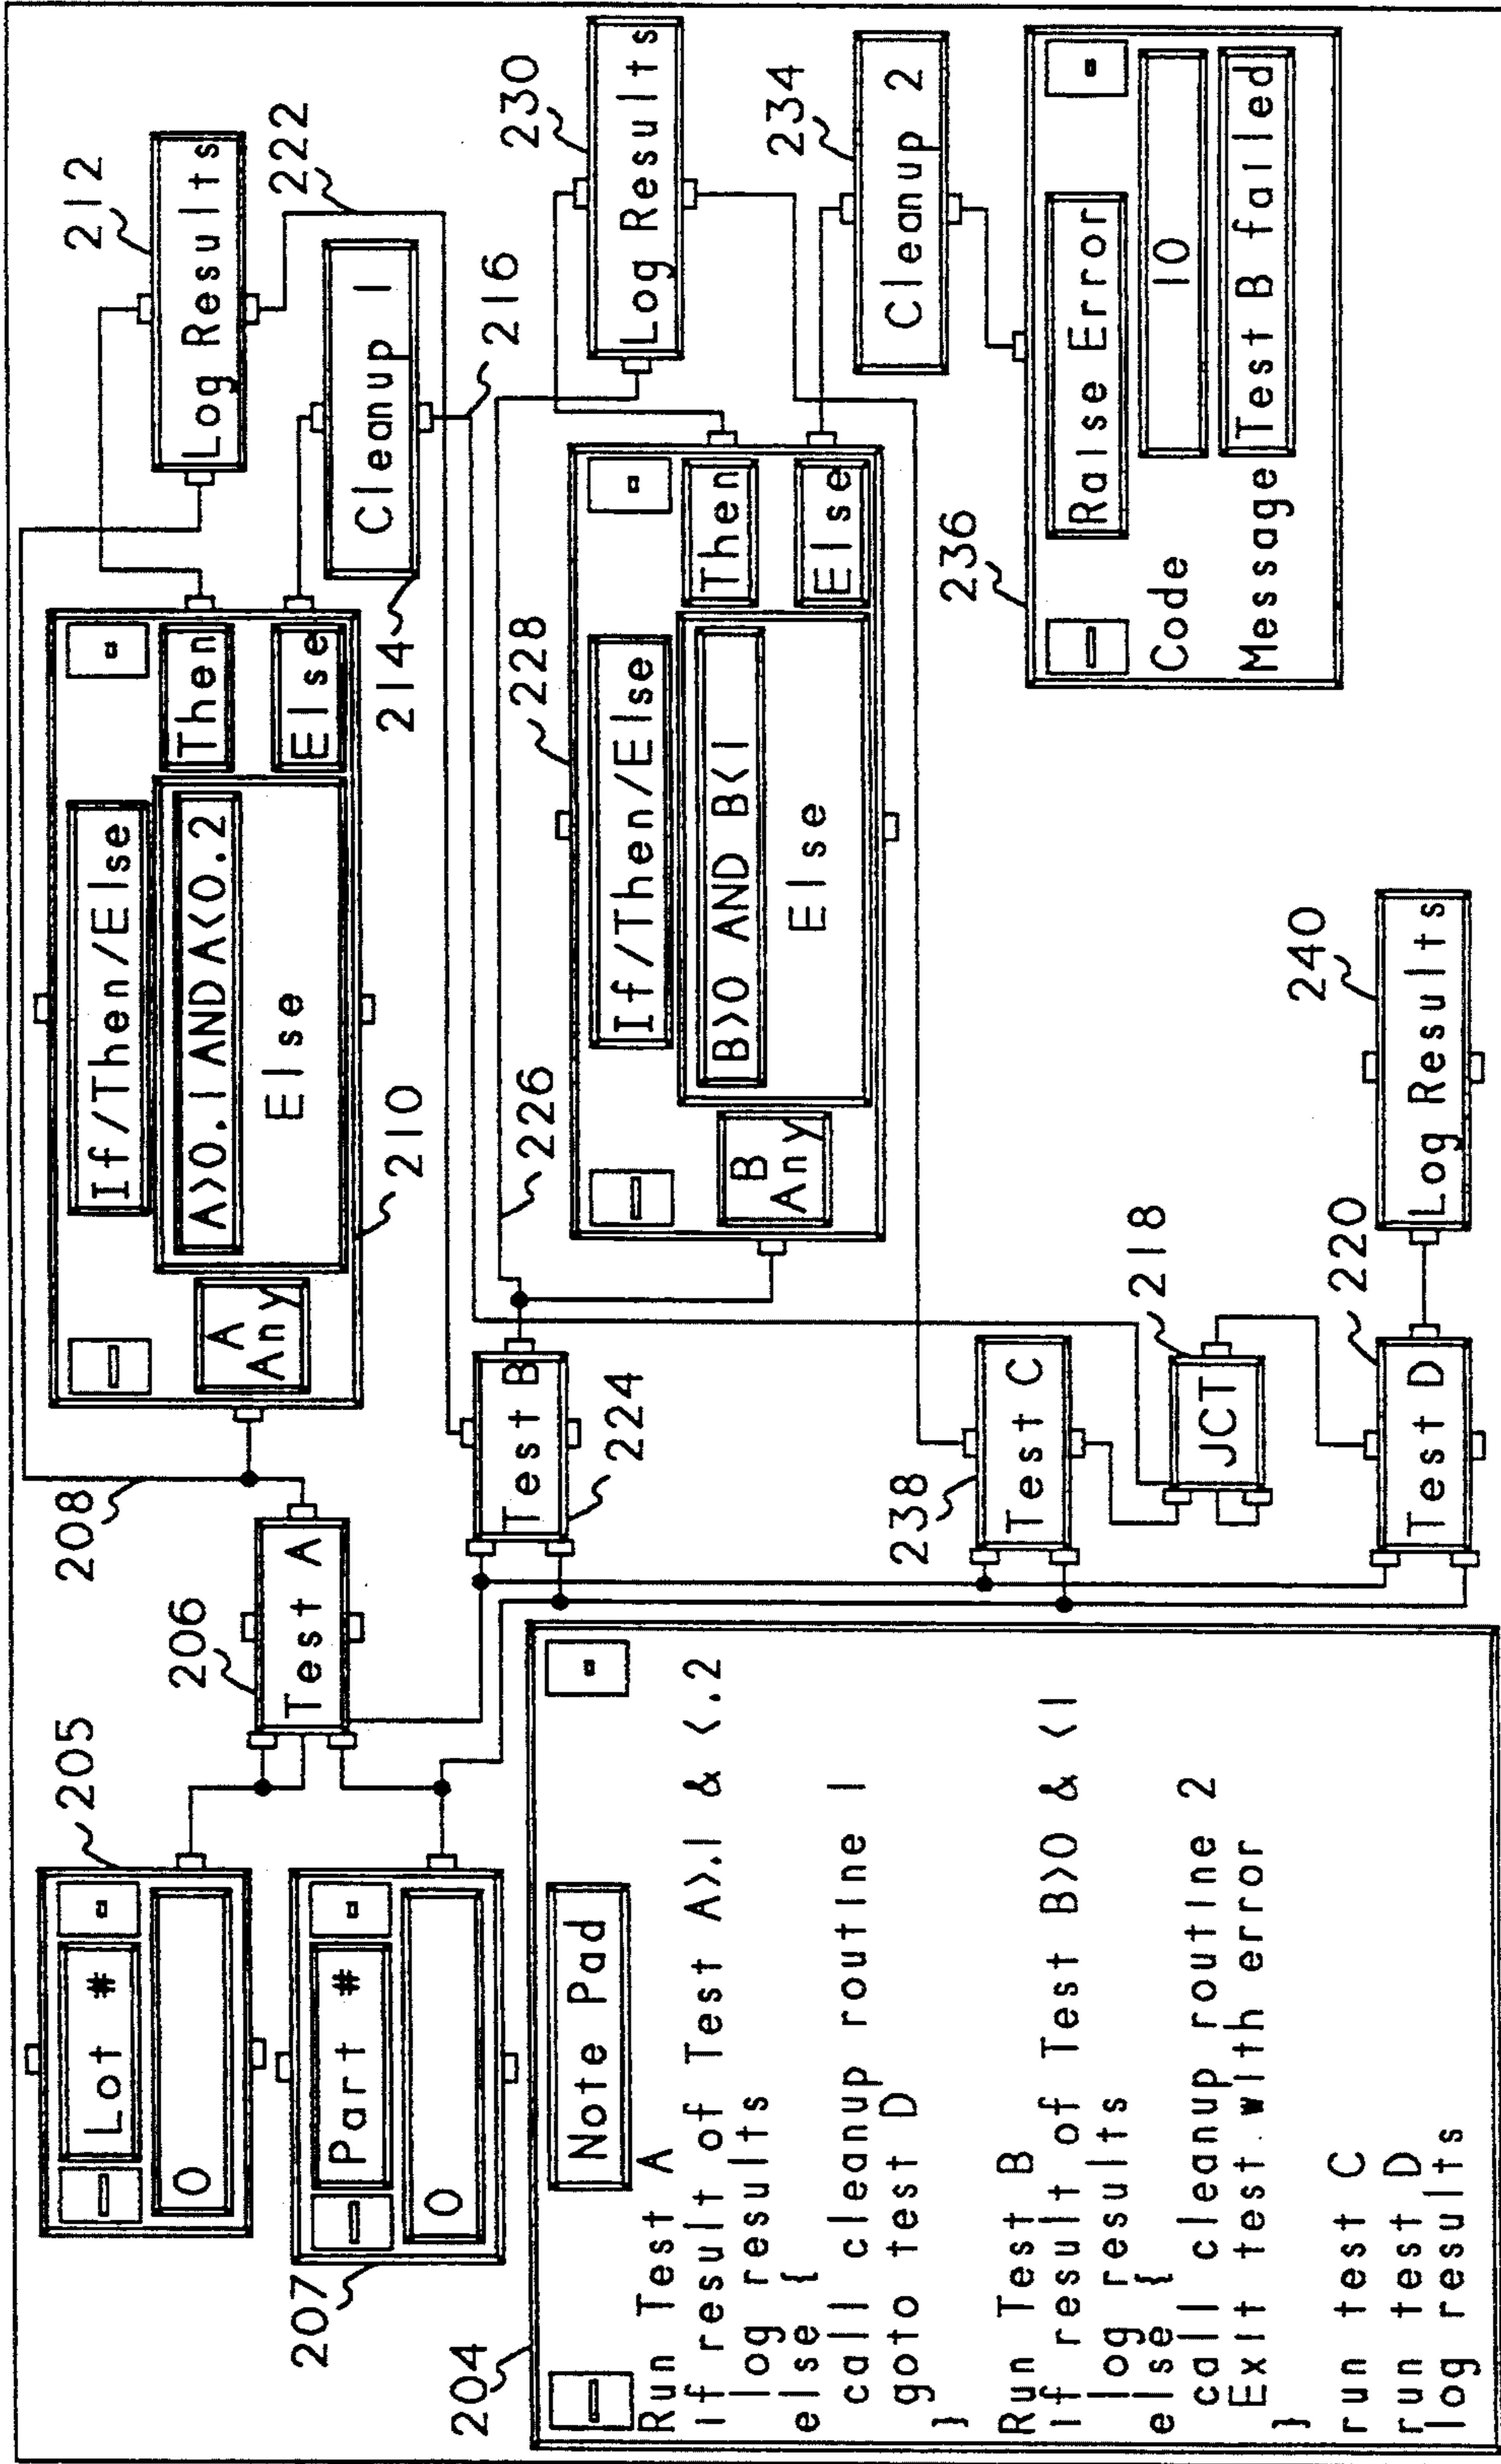 205
Lot #
0
207
Part #
0
206
Test A
208
If/Then/Else
A>0.1 AND A<0.2
Else
A
Any
Then
Else
210
212
Log Results
222
Cleanup 1
214
216
204
Note Pad
Run Test A
If result of Test A>.1 & <.2
log results
else {
call cleanup routine 1
goto test D
}
Run Test B
If result of Test B>0 & <1
log results
else {
call cleanup routine 2
Exit test with error
}
run test C
run test D
log results
Test B
224
226
228
If/Then/Else
B>0 AND B<1
Else
B
Any
Then
Else
230
Log Results
234
Cleanup 2
236
Raise Error
Code
10
Message
Test B failed
238
Test C
218
JCT
220
Test D
240
Log Results